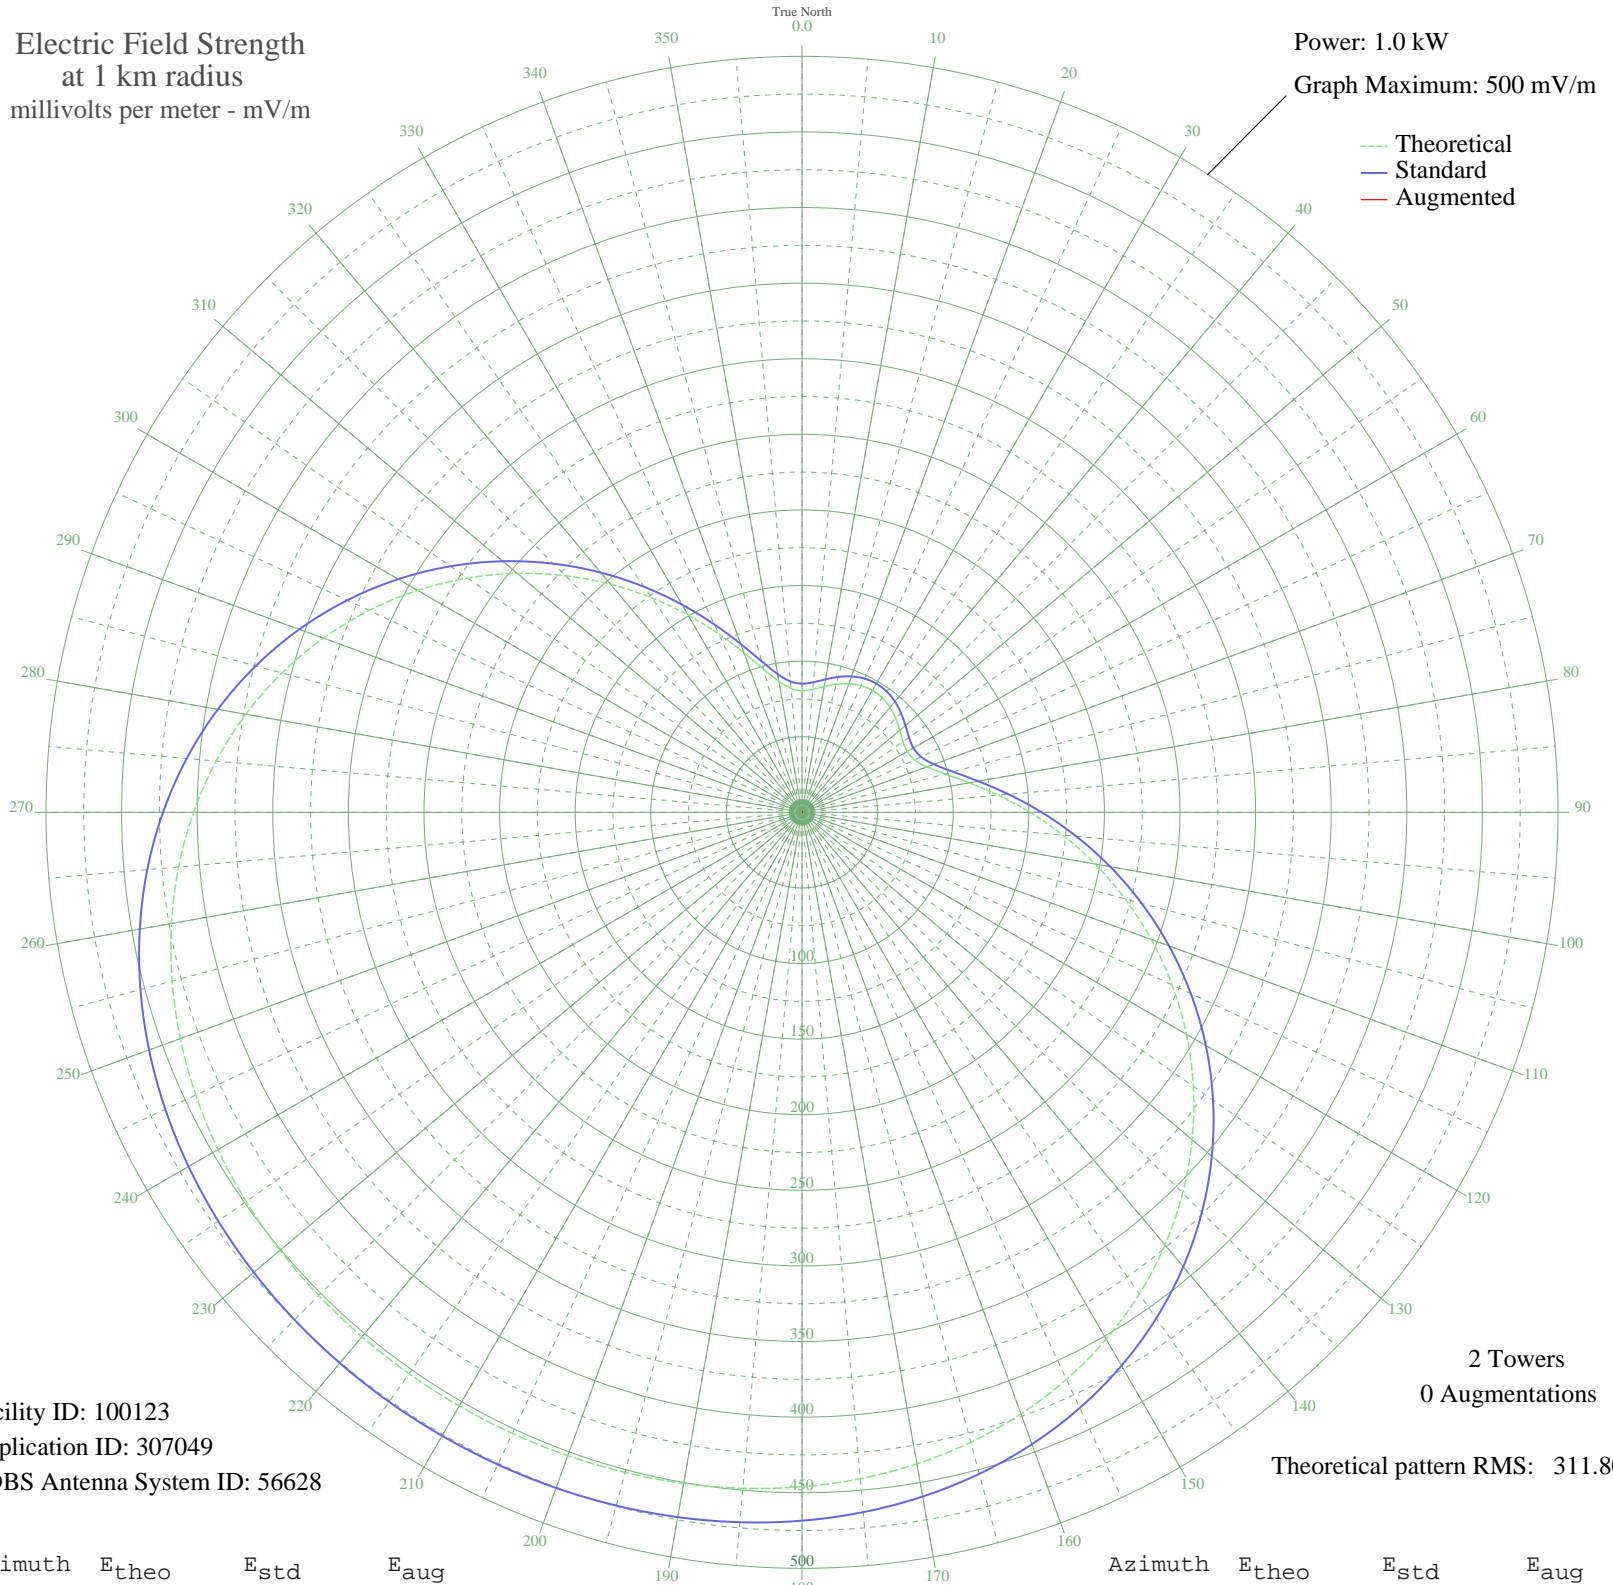 True North
Electric Field Strength
at 1 km radius
millivolts per meter - mV/m
Power: 1.0 kW
Graph Maximum: 500 mV/m
Theoretical
Standard
Augmented
0.0
10
20
30
40
50
60
70
80
90
100
110
120
130
140
150
160
170
190
200
210
220
230
240
250
260
270
280
290
300
310
320
330
340
350
100
150
200
250
300
350
400
450
500
2 Towers
0 Augmentations
Theoretical pattern RMS: 311.8
cility ID: 100123
plication ID: 307049
DBS Antenna System ID: 56628
imuth Etheo Estd Eaug
Azimuth Etheo Estd Eaug